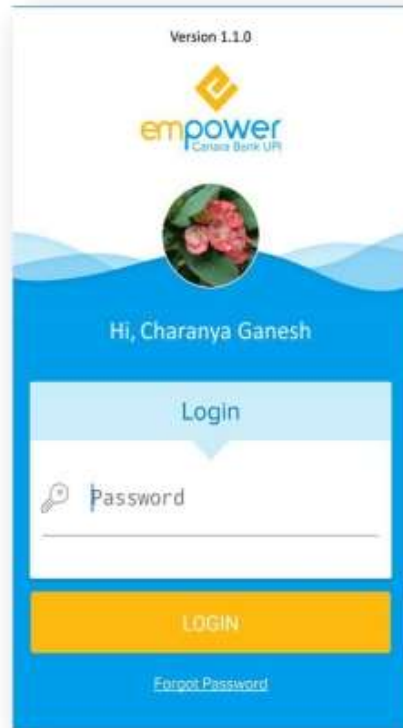 Version 1.1.0
empower
Canara Bank UPI
Hi, Charanya Ganesh
Login
Password
LOGIN
Forgot Password